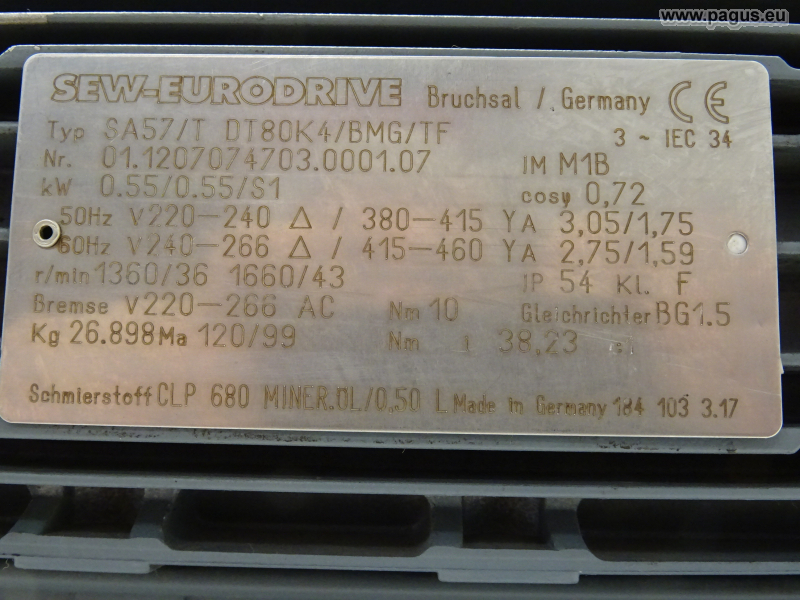 www.pagus.eu
SEW-EURODRIVE Bruchsal / Germany CE
Typ SA57/T DT80K4/BMG/TF 3 ~ IEC 34
Nr. 01.1207074703.0001.07 IM M1B
kW 0.55/0.55/S1 cosφ 0,72
50Hz V220-240 Δ / 380-415 Y A 3,05/1,75
60Hz V240-266 Δ / 415-460 Y A 2,75/1,59
r/min 1360/36 1660/43 IP 54 Kl. F
Bremse V220-266 AC Nm 10 Gleichrichter BG1.5
Kg 26.898 Ma 120/99 Nm i 38,23 :1
Schmierstoff CLP 680 MINER.ÖL/0,50 L Made in Germany 184 103 3.17